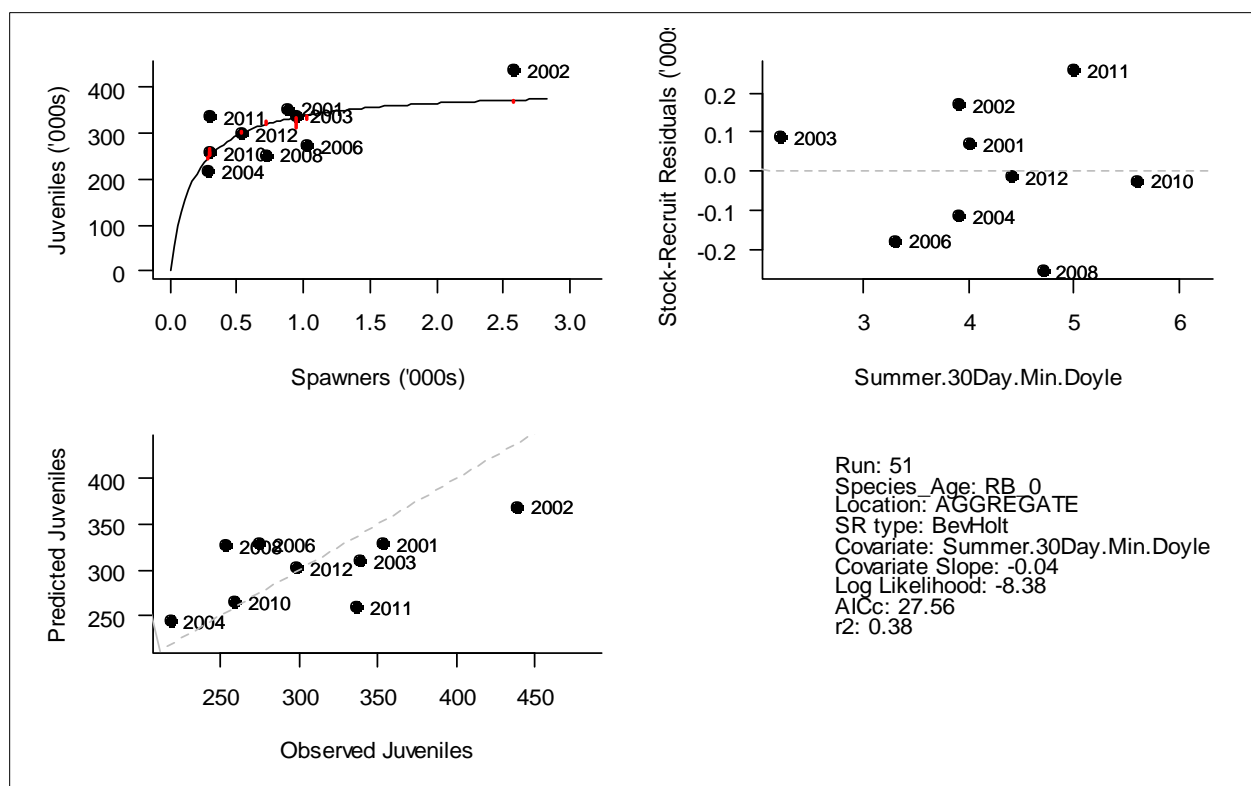 Juveniles ('000s)
400
300
200
100
0
2002
2011
2001
2003
2012
2010
2008
2006
2004
0.0 0.5 1.0 1.5 2.0 2.5 3.0
Spawners ('000s)
Stock-Recruit Residuals ('000s
0.2
0.1
0.0
-0.1
-0.2
2011
2002
2003
2001
2012
2010
2004
2006
2008
3 4 5 6
Summer.30Day.Min.Doyle
Predicted Juveniles
400
350
300
250
2002
2008
2006
2001
2012
2003
2010
2011
2004
250 300 350 400 450
Observed Juveniles
Run: 51
Species_Age: RB_0
Location: AGGREGATE
SR type: BevHolt
Covariate: Summer.30Day.Min.Doyle
Covariate Slope: -0.04
Log Likelihood: -8.38
AICc: 27.56
r2: 0.38